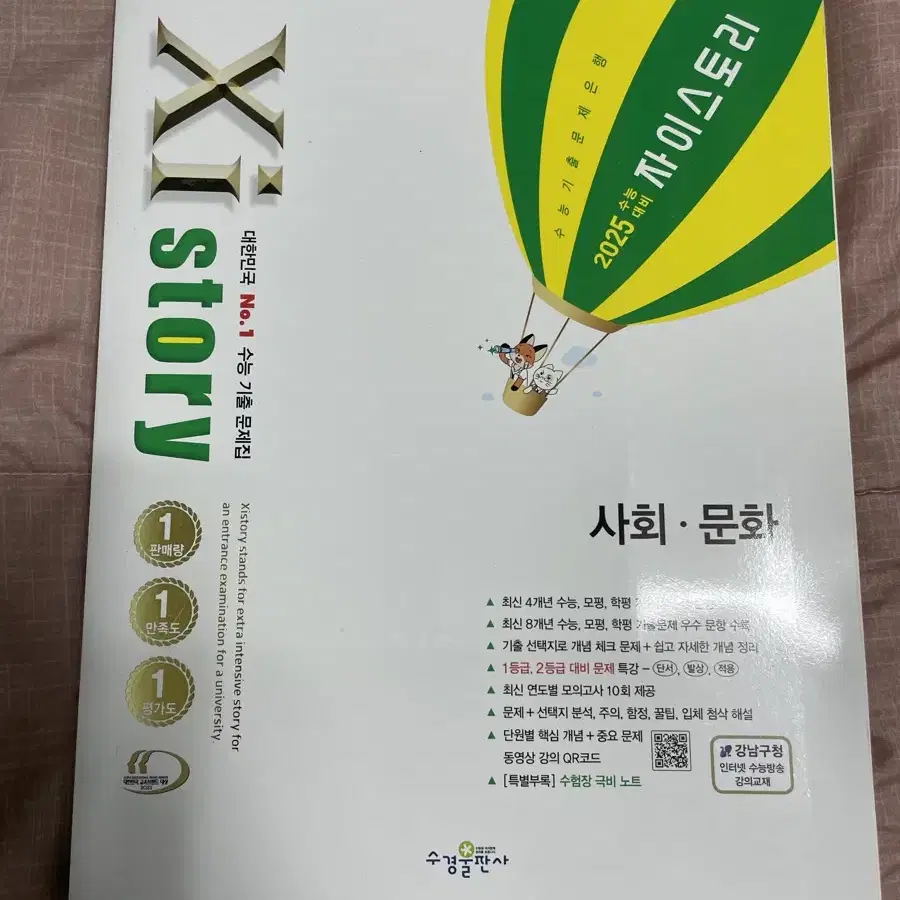 Xi
story
대한민국 No.1 수능 기출 문제집
Xistory stands for extra intensive story for
an entrance examination for a university.
1
판매량
1
만족도
1
평가도
수능 기출 문제 은행
2025 수능
대비
자이스토리
사회·문화
▲ 최신 4개년 수능, 모평, 학평
▲ 최신 8개년 수능, 모평, 학평 기출문제 우수 문항 수록
▲ 기출 선택지로 개념 체크 문제 + 쉽고 자세한 개념 정리
▲ 1등급, 2등급 대비 문제 특강 - 단서, 발상, 적용
▲ 최신 연도별 모의고사 10회 제공
▲ 문제 + 선택지 분석, 주의, 함정, 꿀팁, 입체 첨삭 해설
▲ 단원별 핵심 개념 + 중요 문제
동영상 강의 QR코드
▲ [특별부록] 수험장 극비 노트
강남구청
인터넷 수능방송
강의교재
수경출판사